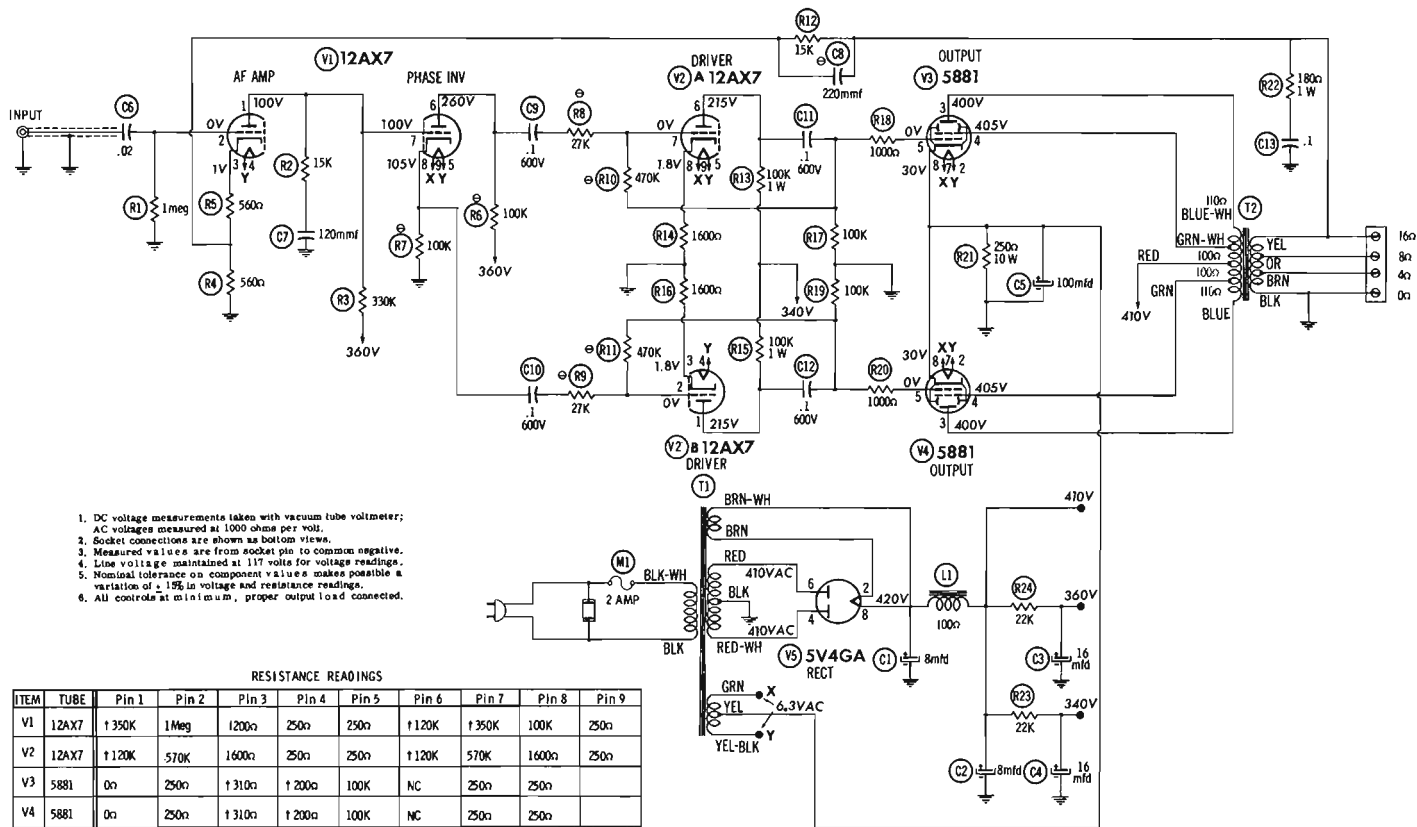 INPUT
C6
.02
R1
1meg
V1 12AX7
AF AMP
1
100V
0V
2
3 4
1V
Y
R5
560Ω
R4
560Ω
R2
15K
C7
120mmf
R3
330K
360V
PHASE INV
6
260V
100V
7
105V
8 9 5
X Y
⊖
R7
100K
⊖
R6
100K
360V
C9
.1
600V
⊖
R8
27K
C10
.1
600V
⊖ R9
27K
⊖ R10
470K
⊖ R11
470K
DRIVER
V2 A 12AX7
215V
6
0V
7
1.8V
8 9 5
X Y
R14
1600Ω
R16
1600Ω
R13
100K
1 W
R15
100K
1 W
340V
Y
3 4
1.8V
2
0V
1
215V
V2 B 12AX7
DRIVER
C11
.1
600V
C12
.1
600V
R17
100K
R19
100K
R18
1000Ω
R20
1000Ω
R12
15K
⊖ C8
220mmf
OUTPUT
V3 5881
400V
3
405V
0V
5
4
30V
8 7 2
X Y
R21
250Ω
10 W
C5
100mfd
X Y
30V
8 7 2
0V
405V
5
4
3
400V
V4 5881
OUTPUT
R22
180Ω
1 W
C13
.1
110Ω
BLUE-WH
T2
GRN-WH
100Ω
RED
100Ω
GRN
110Ω
BLUE
410V
YEL
OR
BRN
BLK
16Ω
8Ω
4Ω
0Ω
1. DC voltage measurements taken with vacuum tube voltmeter;
AC voltages measured at 1000 ohms per volt.
2. Socket connections are shown as bottom views.
3. Measured values are from socket pin to common negative.
4. Line voltage maintained at 117 volts for voltage readings.
5. Nominal tolerance on component values makes possible a
variation of ± 15% in voltage and resistance readings.
6. All controls at minimum, proper output load connected.
M1
2 AMP
BLK-WH
BLK
T1
BRN-WH
BRN
RED
410VAC
BLK
410VAC
RED-WH
6
2
4
8
V5 5V4GA
RECT
420V
GRN
YEL
YEL-BLK
X
6.3VAC
Y
C1
8mfd
L1
100Ω
410V
R24
22K
360V
C3
16
mfd
R23
22K
340V
C2
8mfd
C4
16
mfd
RESISTANCE READINGS
ITEM TUBE Pin 1 Pin 2 Pin 3 Pin 4 Pin 5 Pin 6 Pin 7 Pin 8 Pin 9
V1 12AX7 †350K 1Meg 1200Ω 250Ω 250Ω †120K †350K 100K 250Ω
V2 12AX7 †120K 570K 1600Ω 250Ω 250Ω †120K 570K 1600Ω 250Ω
V3 5881 0Ω 250Ω †310Ω †200Ω 100K NC 250Ω 250Ω
V4 5881 0Ω 250Ω †310Ω †200Ω 100K NC 250Ω 250Ω